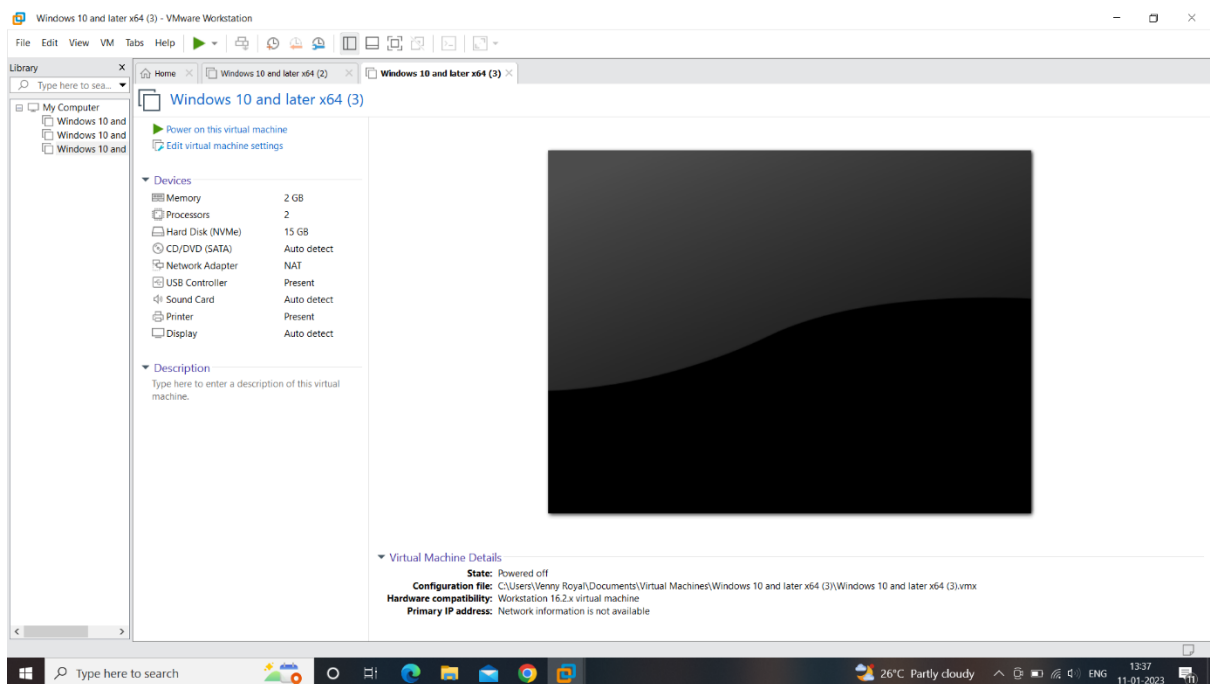 Windows 10 and later x64 (3) - VMware Workstation
File Edit View VM Tabs Help
Library X
Home
Windows 10 and later x64 (2)
Windows 10 and later x64 (3)
Type here to sea...
My Computer
Windows 10 and
Windows 10 and
Windows 10 and
Windows 10 and later x64 (3)
Power on this virtual machine
Edit virtual machine settings
Devices
Memory 2 GB
Processors 2
Hard Disk (NVMe) 15 GB
CD/DVD (SATA) Auto detect
Network Adapter NAT
USB Controller Present
Sound Card Auto detect
Printer Present
Display Auto detect
Description
Type here to enter a description of this virtual
machine.
Virtual Machine Details
State: Powered off
Configuration file: C:\Users\Venny Royal\Documents\Virtual Machines\Windows 10 and later x64 (3)\Windows 10 and later x64 (3).vmx
Hardware compatibility: Workstation 16.2.x virtual machine
Primary IP address: Network information is not available
Type here to search
26°C Partly cloudy
ENG
13:37
11-01-2023